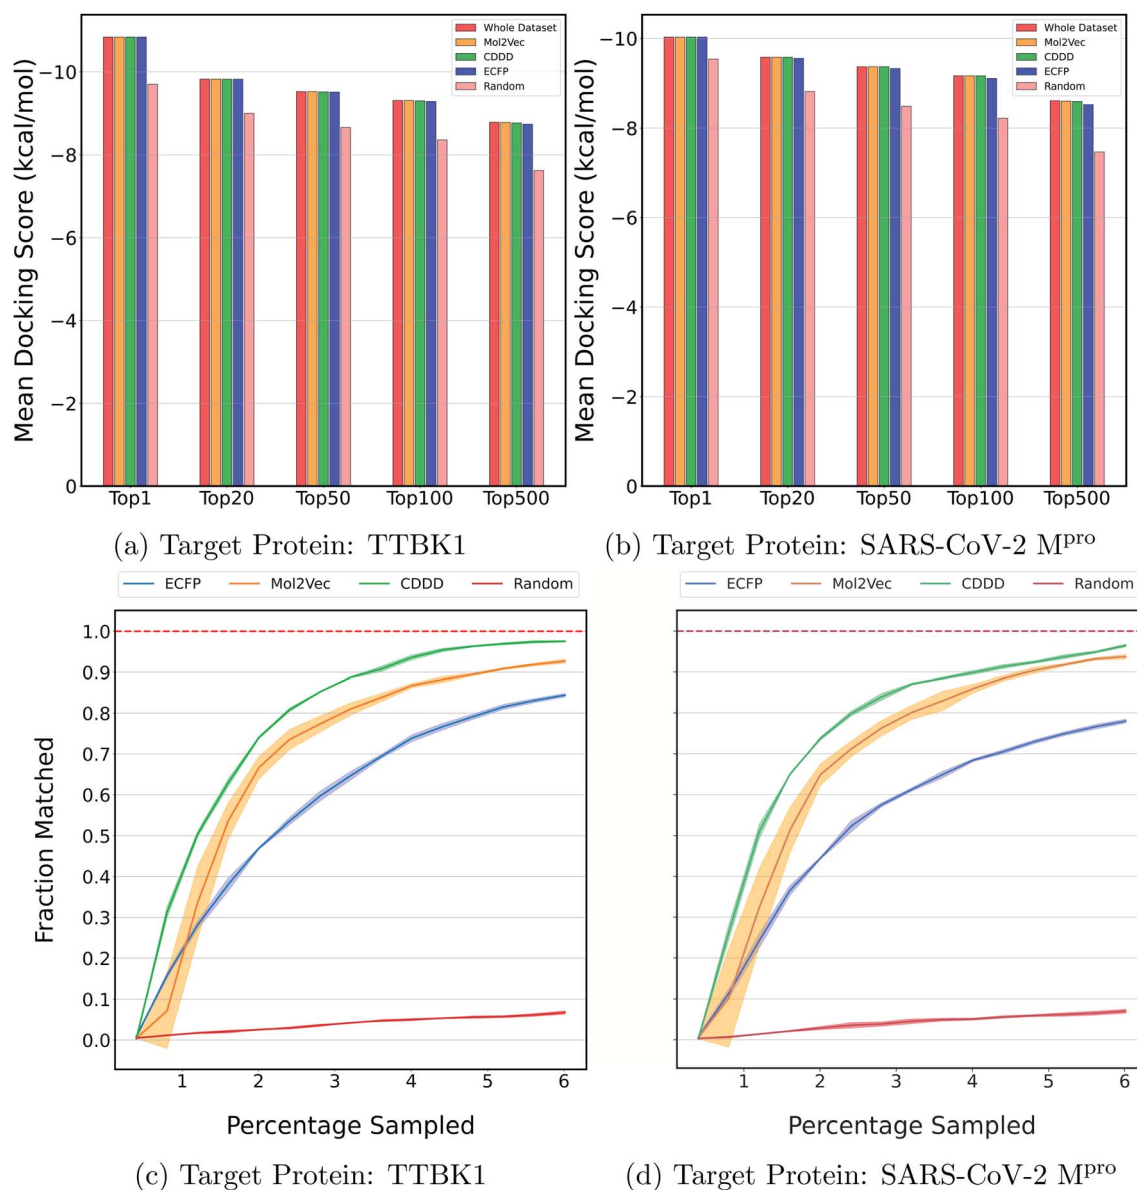 Mean Docking Score (kcal/mol)
−10
−8
−6
−4
−2
0
Whole Dataset
Mol2Vec
CDDD
ECFP
Random
Top1 Top20 Top50 Top100 Top500
(a) Target Protein: TTBK1
Mean Docking Score (kcal/mol)
−10
−8
−6
−4
−2
0
Whole Dataset
Mol2Vec
CDDD
ECFP
Random
Top1 Top20 Top50 Top100 Top500
(b) Target Protein: SARS-CoV-2 Mᵖʳᵒ
ECFP Mol2Vec CDDD Random
Fraction Matched
1.0
0.9
0.8
0.7
0.6
0.5
0.4
0.3
0.2
0.1
0.0
1 2 3 4 5 6
Percentage Sampled
(c) Target Protein: TTBK1
ECFP Mol2Vec CDDD Random
1 2 3 4 5 6
Percentage Sampled
(d) Target Protein: SARS-CoV-2 Mᵖʳᵒ